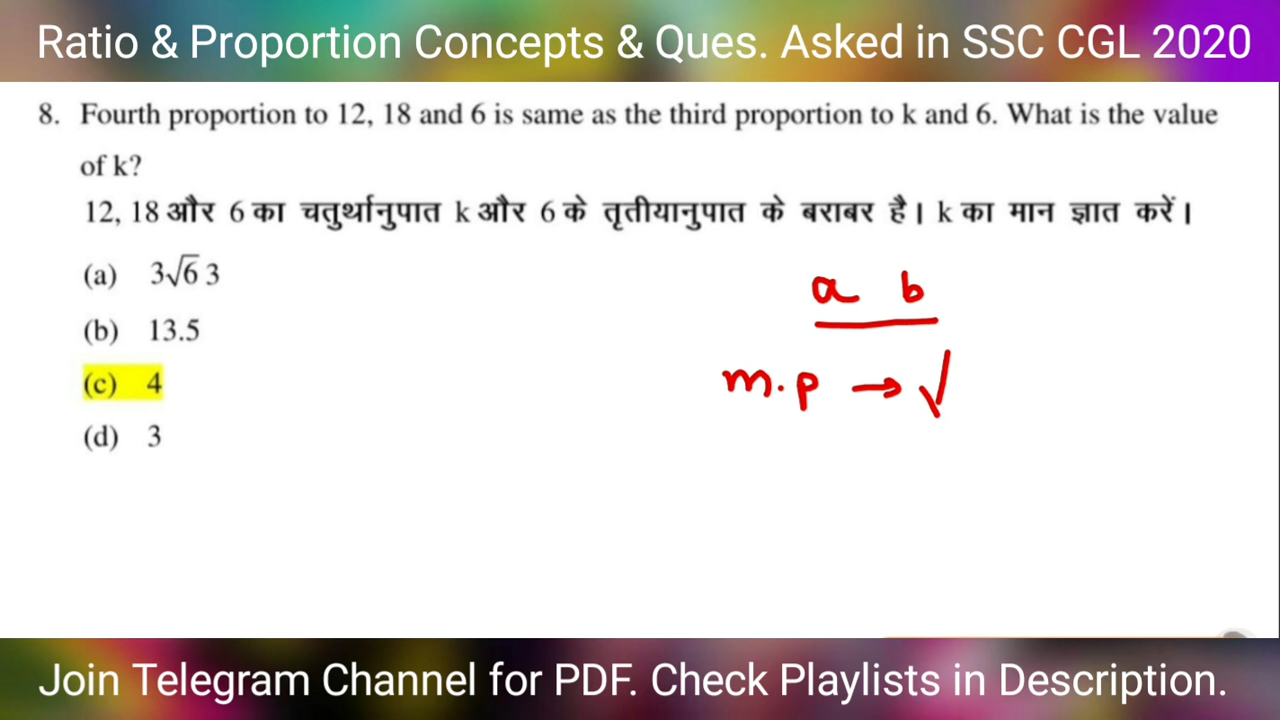 Ratio & Proportion Concepts & Ques. Asked in SSC CGL 2020
8. Fourth proportion to 12, 18 and 6 is same as the third proportion to k and 6. What is the value
of k?
12, 18 और 6 का चतुर्थानुपात k और 6 के तृतीयानुपात के बराबर है। k का मान ज्ञात करें।
(a) 3√6 3
(b) 13.5
(c) 4
(d) 3
a b
m.p → √
Join Telegram Channel for PDF. Check Playlists in Description.